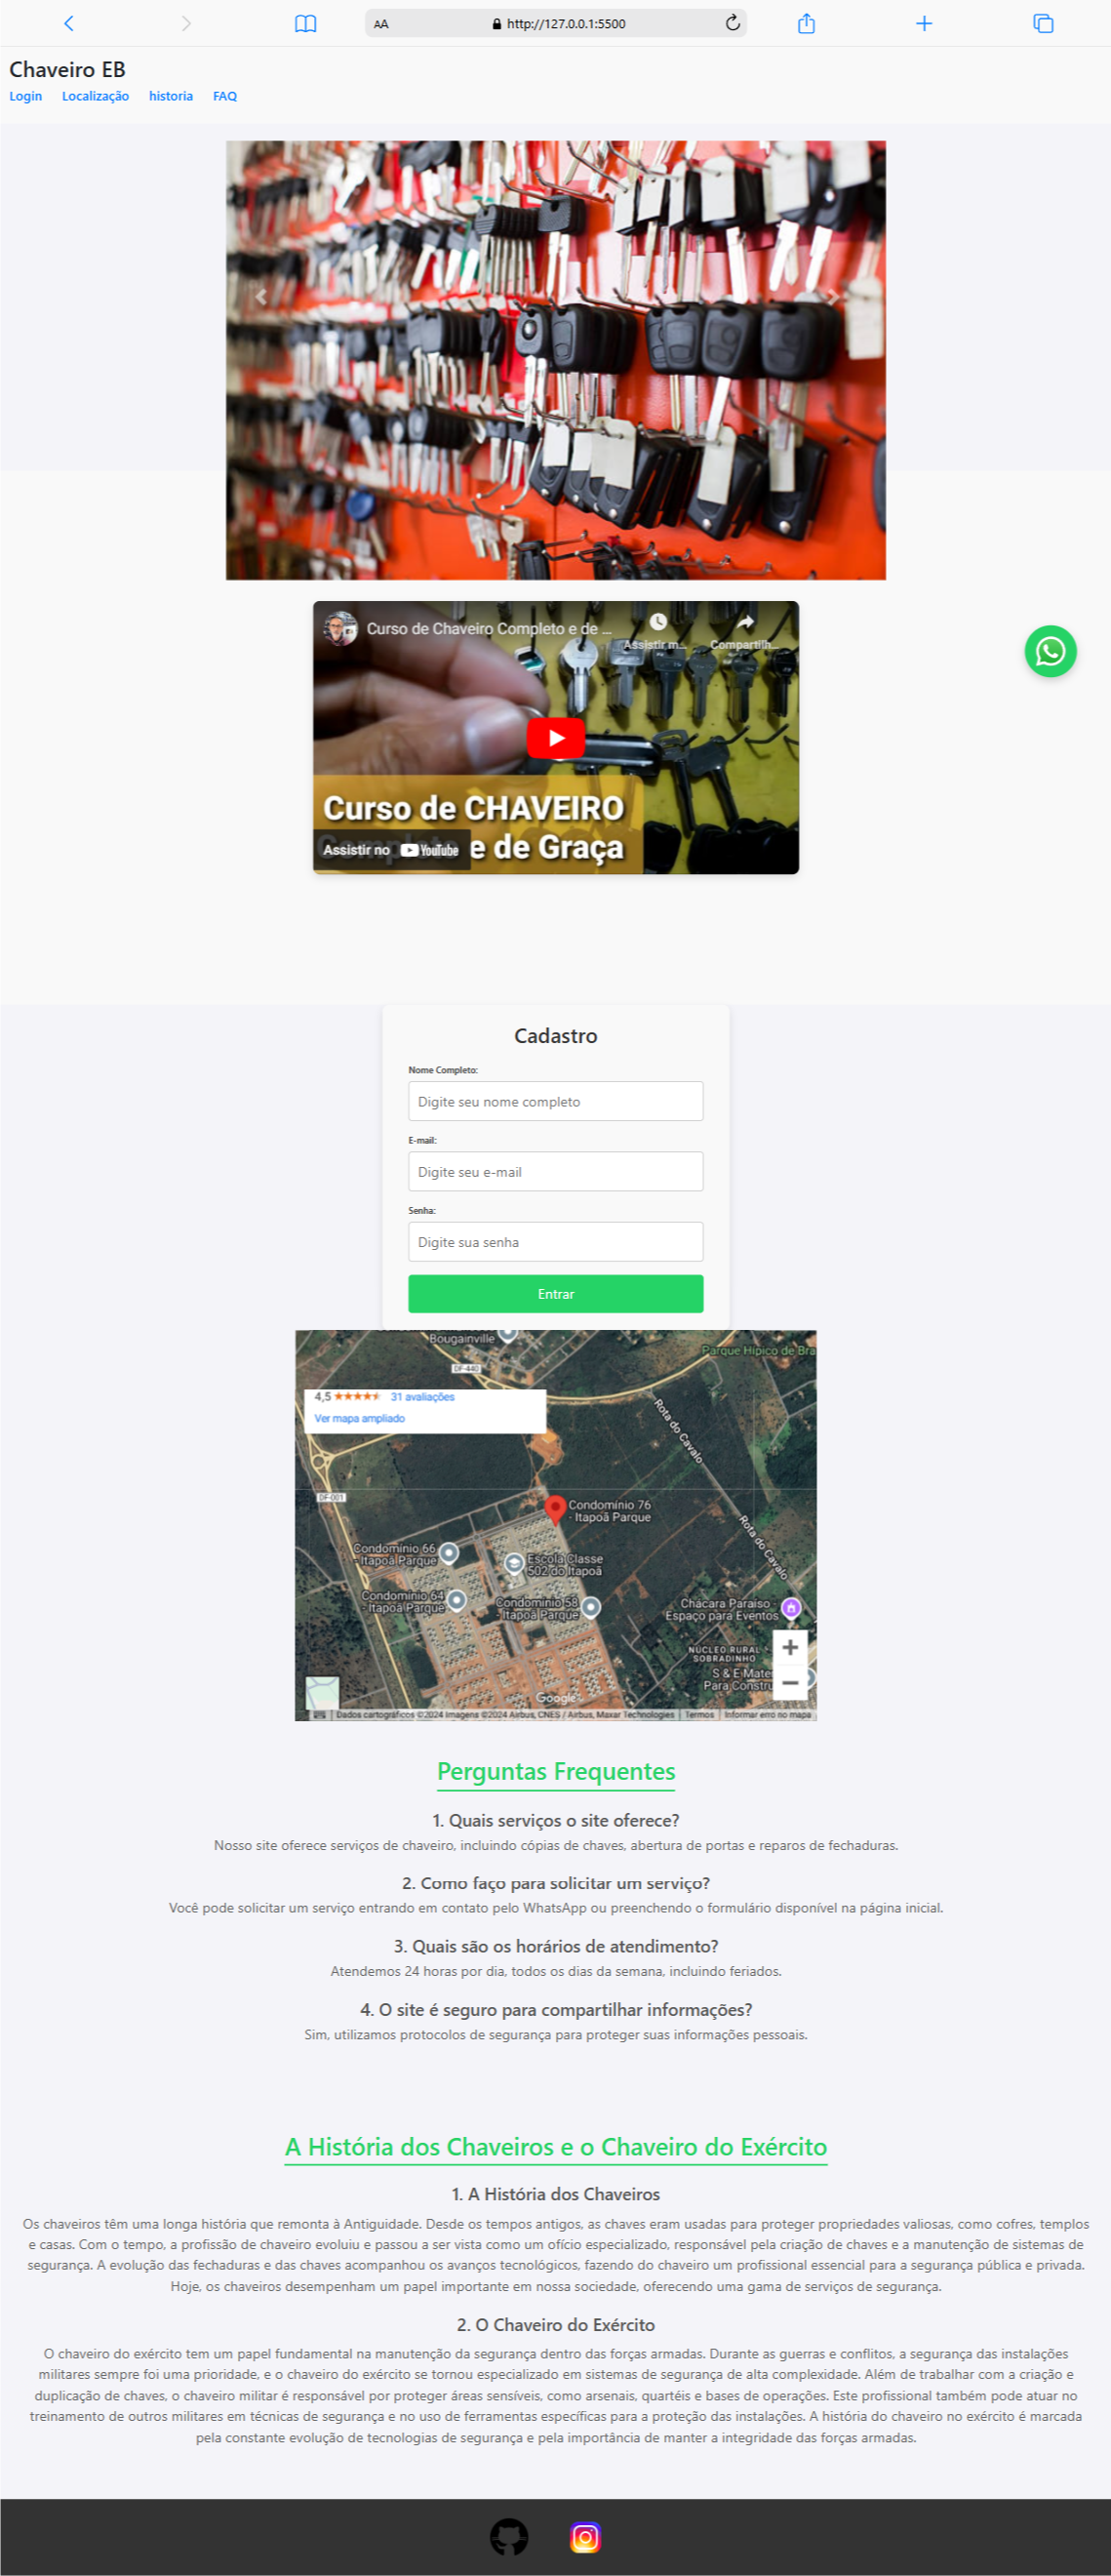 AA
http://127.0.0.1:5500
Chaveiro EB
Login Localização historia FAQ
Curso de Chaveiro Completo e de ...
Assistir m...
Compartilh...
Curso de CHAVEIRO
Completo e de Graça
Assistir no YouTube
Cadastro
Nome Completo:
Digite seu nome completo
E-mail:
Digite seu e-mail
Senha:
Digite sua senha
Entrar
Bougainville
Parque Hípico de Bra
DF-440
4,5 31 avaliações
Ver mapa ampliado
Rota do Cavalo
DF-001
Condomínio 76
- Itapoã Parque
Rota do Cavalo
Condomínio 66
- Itapoã Parque
Escola Classe
502 do Itapoã
Condomínio 64
- Itapoã Parque
Condomínio 58
- Itapoã Parque
Chácara Paraíso -
Espaço para Eventos
NÚCLEO RURAL
SOBRADINHO
S & E Mater
Para Constru
Google
Dados cartográficos ©2024 Imagens ©2024 Airbus, CNES / Airbus, Maxar Technologies Termos Informar erro no mapa
Perguntas Frequentes
1. Quais serviços o site oferece?
Nosso site oferece serviços de chaveiro, incluindo cópias de chaves, abertura de portas e reparos de fechaduras.
2. Como faço para solicitar um serviço?
Você pode solicitar um serviço entrando em contato pelo WhatsApp ou preenchendo o formulário disponível na página inicial.
3. Quais são os horários de atendimento?
Atendemos 24 horas por dia, todos os dias da semana, incluindo feriados.
4. O site é seguro para compartilhar informações?
Sim, utilizamos protocolos de segurança para proteger suas informações pessoais.
A História dos Chaveiros e o Chaveiro do Exército
1. A História dos Chaveiros
Os chaveiros têm uma longa história que remonta à Antiguidade. Desde os tempos antigos, as chaves eram usadas para proteger propriedades valiosas, como cofres, templos
e casas. Com o tempo, a profissão de chaveiro evoluiu e passou a ser vista como um ofício especializado, responsável pela criação de chaves e a manutenção de sistemas de
segurança. A evolução das fechaduras e das chaves acompanhou os avanços tecnológicos, fazendo do chaveiro um profissional essencial para a segurança pública e privada.
Hoje, os chaveiros desempenham um papel importante em nossa sociedade, oferecendo uma gama de serviços de segurança.
2. O Chaveiro do Exército
O chaveiro do exército tem um papel fundamental na manutenção da segurança dentro das forças armadas. Durante as guerras e conflitos, a segurança das instalações
militares sempre foi uma prioridade, e o chaveiro do exército se tornou especializado em sistemas de segurança de alta complexidade. Além de trabalhar com a criação e
duplicação de chaves, o chaveiro militar é responsável por proteger áreas sensíveis, como arsenais, quartéis e bases de operações. Este profissional também pode atuar no
treinamento de outros militares em técnicas de segurança e no uso de ferramentas específicas para a proteção das instalações. A história do chaveiro no exército é marcada
pela constante evolução de tecnologias de segurança e pela importância de manter a integridade das forças armadas.